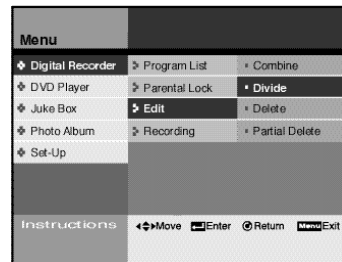 Menu
Digital Recorder
Program List
Combine
DVD Player
Parental Lock
Divide
Juke Box
Edit
Delete
Photo Album
Recording
Partial Delete
Set-Up
Instructions
Move Enter Return Menu Exit